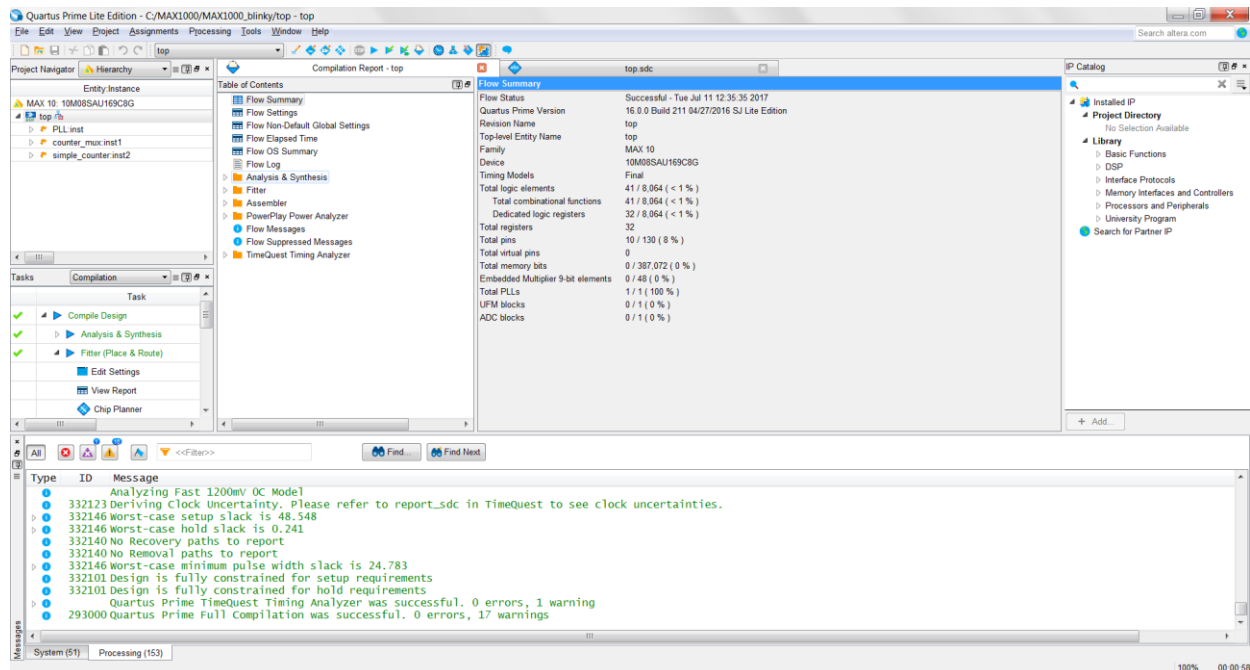 Quartus Prime Lite Edition - C:/MAX1000/MAX1000_blinky/top - top
File Edit View Project Assignments Processing Tools Window Help
Search altera.com
top
Project Navigator
Hierarchy
Entity:Instance
MAX 10: 10M08SAU169C8G
top
PLL:inst
counter_mux:inst1
simple_counter:inst2
Tasks
Compilation
Task
Compile Design
Analysis & Synthesis
Fitter (Place & Route)
Edit Settings
View Report
Chip Planner
Compilation Report - top
top.sdc
Table of Contents
Flow Summary
Flow Settings
Flow Non-Default Global Settings
Flow Elapsed Time
Flow OS Summary
Flow Log
Analysis & Synthesis
Fitter
Assembler
PowerPlay Power Analyzer
Flow Messages
Flow Suppressed Messages
TimeQuest Timing Analyzer
Flow Summary
Flow Status Successful - Tue Jul 11 12:35:35 2017
Quartus Prime Version 16.0.0 Build 211 04/27/2016 SJ Lite Edition
Revision Name top
Top-level Entity Name top
Family MAX 10
Device 10M08SAU169C8G
Timing Models Final
Total logic elements 41 / 8,064 ( < 1 % )
Total combinational functions 41 / 8,064 ( < 1 % )
Dedicated logic registers 32 / 8,064 ( < 1 % )
Total registers 32
Total pins 10 / 130 ( 8 % )
Total virtual pins 0
Total memory bits 0 / 387,072 ( 0 % )
Embedded Multiplier 9-bit elements 0 / 48 ( 0 % )
Total PLLs 1 / 1 ( 100 % )
UFM blocks 0 / 1 ( 0 % )
ADC blocks 0 / 1 ( 0 % )
IP Catalog
Installed IP
Project Directory
No Selection Available
Library
Basic Functions
DSP
Interface Protocols
Memory Interfaces and Controllers
Processors and Peripherals
University Program
Search for Partner IP
+ Add...
All
<<Filter>>
Find...
Find Next
Type ID Message
Analyzing Fast 1200mV 0C Model
332123 Deriving Clock Uncertainty. Please refer to report_sdc in TimeQuest to see clock uncertainties.
332146 Worst-case setup slack is 48.548
332146 Worst-case hold slack is 0.241
332140 No Recovery paths to report
332140 No Removal paths to report
332146 Worst-case minimum pulse width slack is 24.783
332101 Design is fully constrained for setup requirements
332101 Design is fully constrained for hold requirements
Quartus Prime TimeQuest Timing Analyzer was successful. 0 errors, 1 warning
293000 Quartus Prime Full Compilation was successful. 0 errors, 17 warnings
Messages
System (51)
Processing (153)
100% 00:00:58